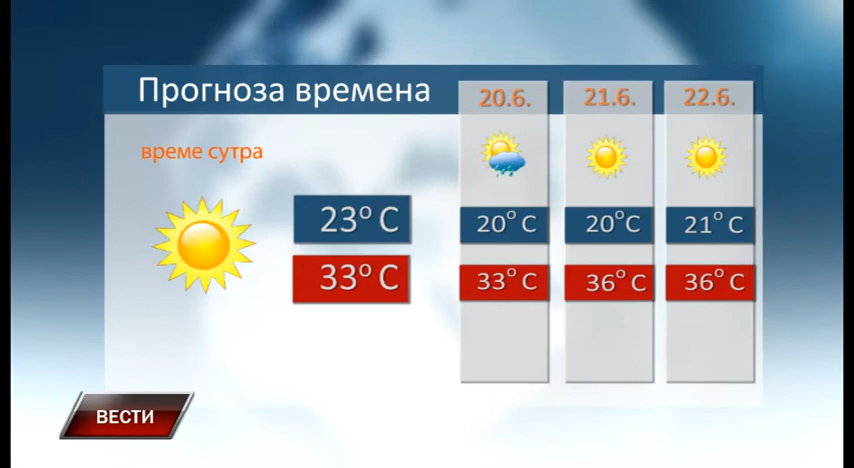 Прогноза времена
време сутра
23° C
33° C
20.6.
20° C
33° C
21.6.
20°C
36° C
22.6.
21° C
36° C
ВЕСТИ